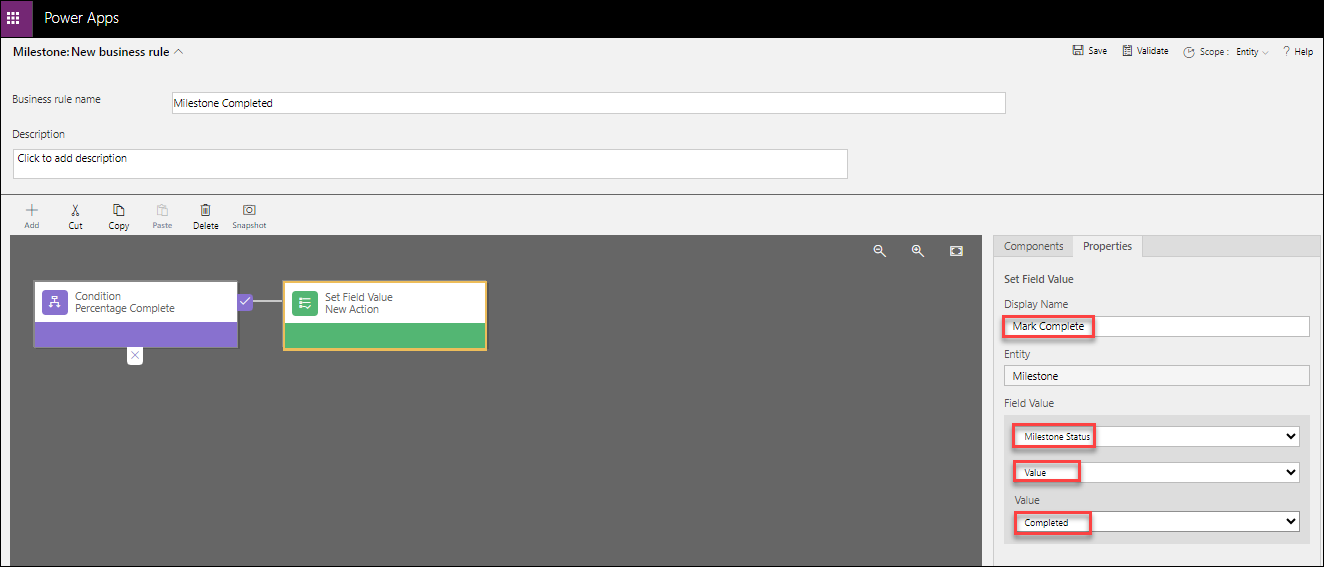 Power Apps
Milestone: New business rule
Save Validate Scope : Entity ? Help
Business rule name
Milestone Completed
Description
Click to add description
Add Cut Copy Paste Delete Snapshot
Components Properties
Condition
Percentage Complete
Set Field Value
New Action
Set Field Value
Display Name
Mark Complete
Entity
Milestone
Field Value
Milestone Status
Value
Value
Completed